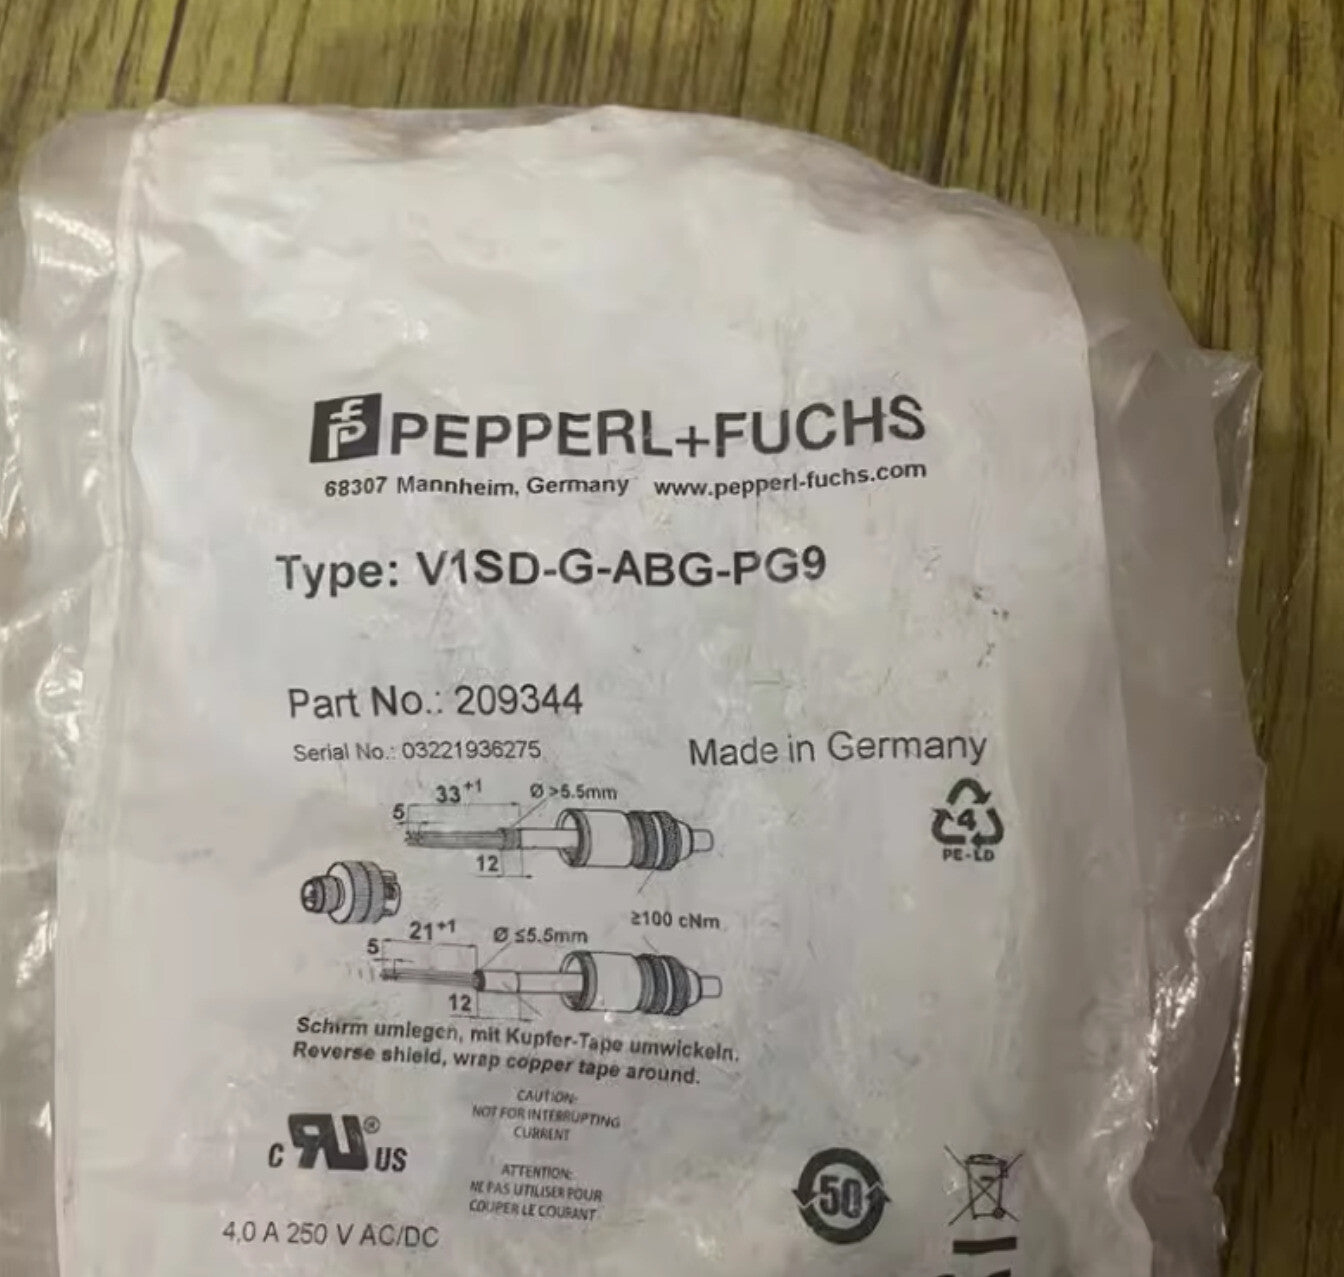 PEPPERL+FUCHS
68307 Mannheim, Germany www.pepperl-fuchs.com
Type: V1SD-G-ABG-PG9
Part No.: 209344
Serial No.: 03221936275
Made in Germany
33+1
Ø >5.5mm
5
12
4
PE-LD
≥100 cNm
21+1
Ø ≤5.5mm
5
12
Schirm umlegen, mit Kupfer-Tape umwickeln.
Reverse shield, wrap copper tape around.
CAUTION:
NOT FOR INTERRUPTING
CURRENT
C RU® US
ATTENTION:
NE PAS UTILISER POUR
COUPER LE COURANT
50
4,0 A 250 V AC/DC